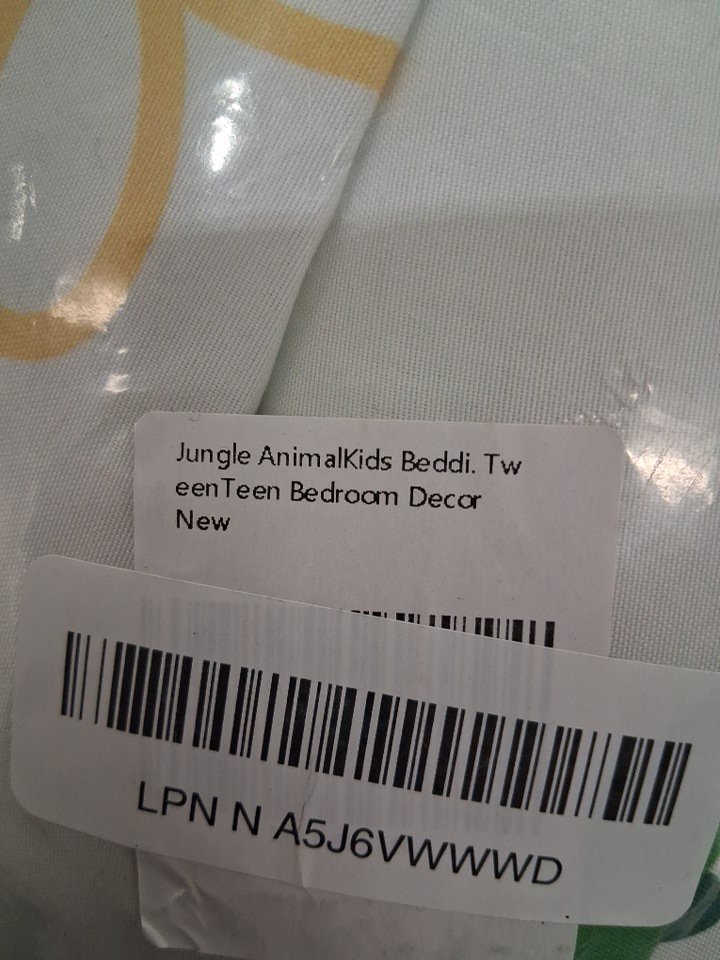 Jungle AnimalKids Beddi. Tw
eenTeen Bedroom Decor
New
LPN N A5J6VWWWD